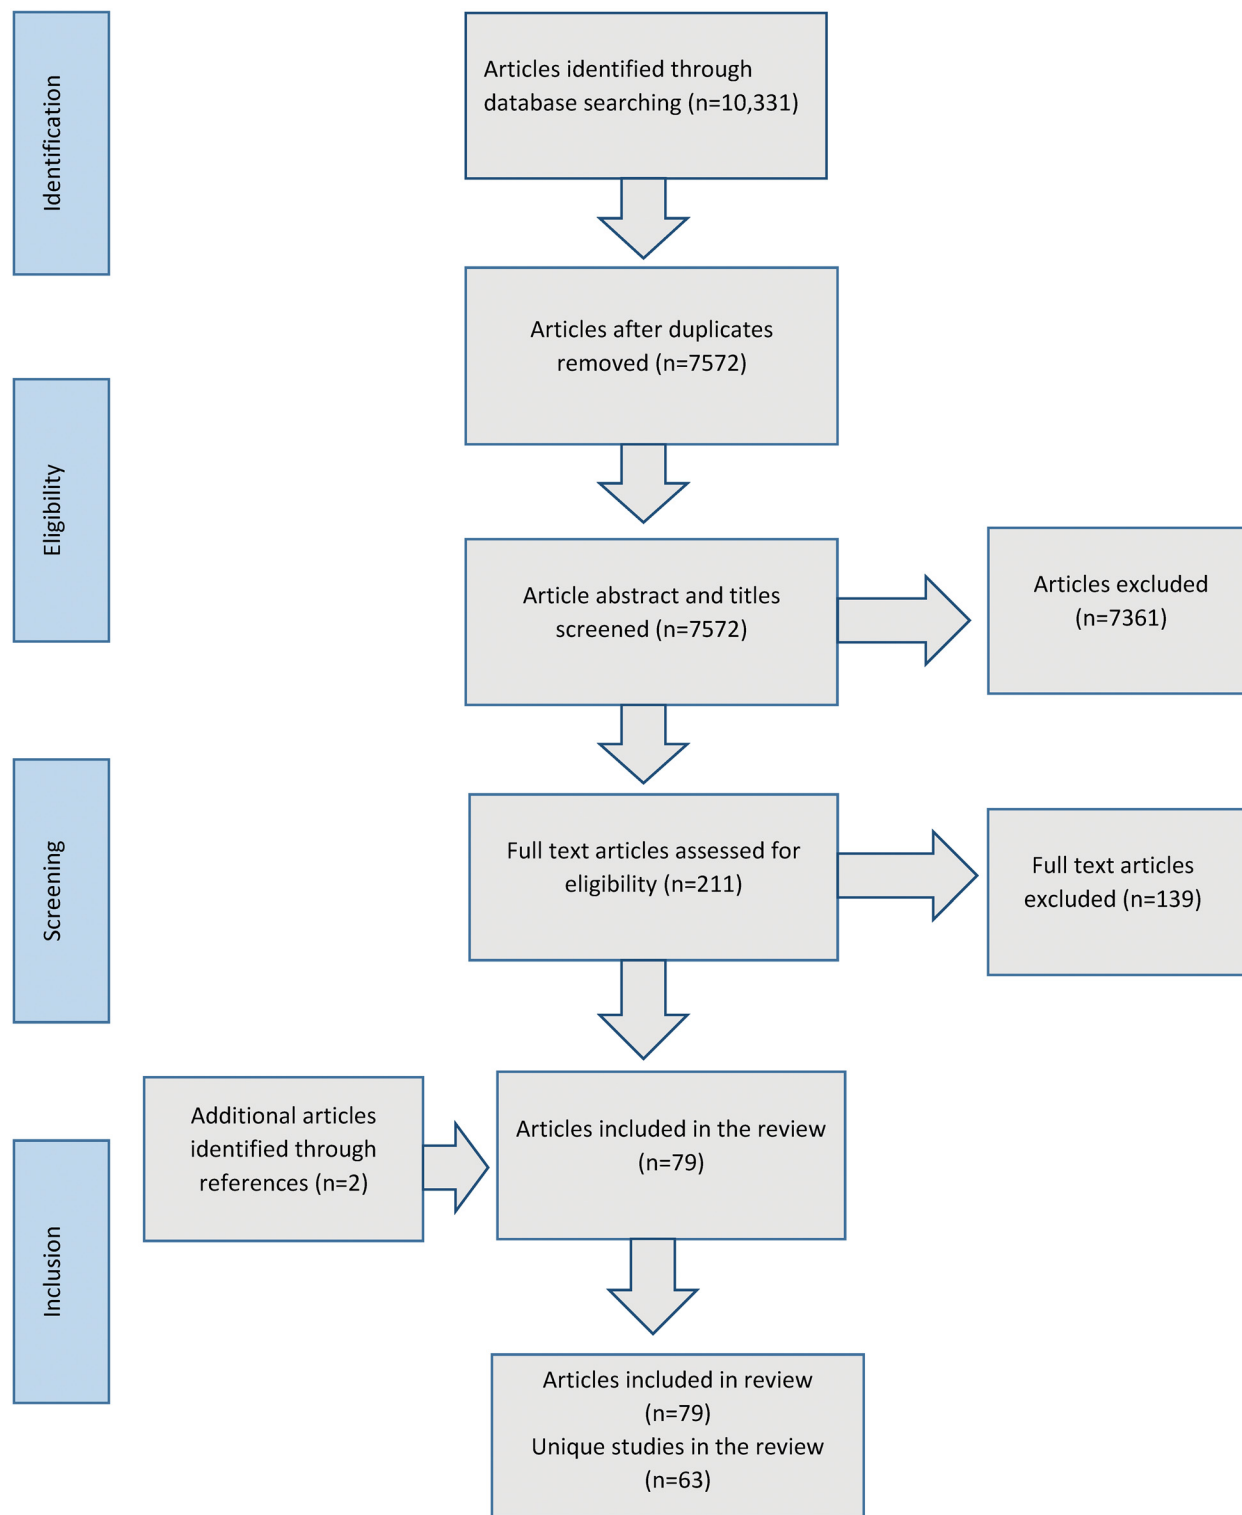 Identification
Articles identified through
database searching (n=10,331)
Articles after duplicates
removed (n=7572)
Eligibility
Article abstract and titles
screened (n=7572)
Articles excluded
(n=7361)
Screening
Full text articles assessed for
eligibility (n=211)
Full text articles
excluded (n=139)
Additional articles
identified through
references (n=2)
Articles included in the review
(n=79)
Inclusion
Articles included in review
(n=79)
Unique studies in the review
(n=63)